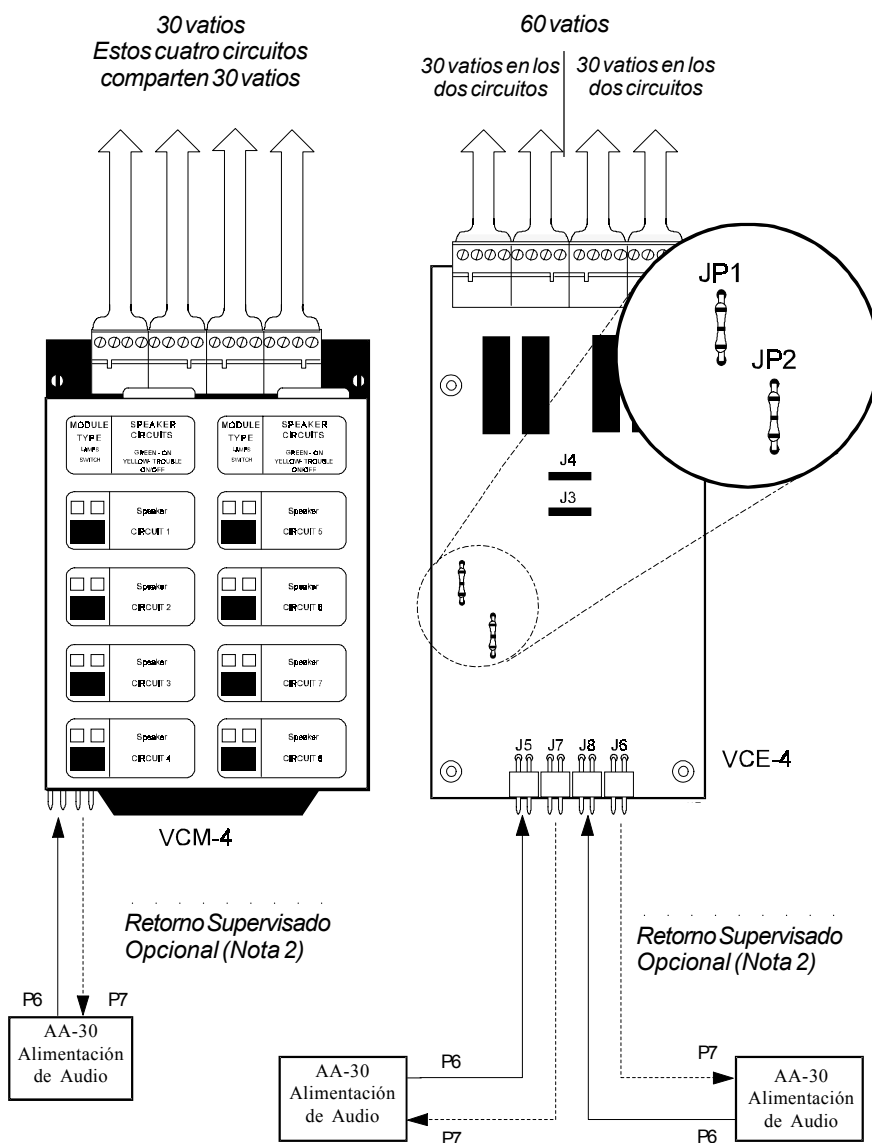 30 vatios
Estos cuatro circuitos
comparten 30 vatios
60 vatios
30 vatios en los
dos circuitos
30 vatios en los
dos circuitos
JP1
JP2
J4
J3
MODULE
TYPE
LAMPS
SWITCH
SPEAKER
CIRCUITS
GREEN - ON
YELLOW- TROUBLE
ON/OFF
MODULE
TYPE
LAMPS
SWITCH
SPEAKER
CIRCUITS
GREEN - ON
YELLOW- TROUBLE
ON/OFF
Speaker
CIRCUIT 1
Speaker
CIRCUIT 5
Speaker
CIRCUIT 2
Speaker
Speaker
CIRCUIT 3
Speaker
CIRCUIT 7
Speaker
CIRCUIT 4
Speaker
J5
J7
J8
J6
VCE-4
VCM-4
Retorno Supervisado
Opcional (Nota 2)
Retorno Supervisado
Opcional (Nota 2)
P6
P7
AA-30
Alimentación
de Audio
P6
AA-30
Alimentación
de Audio
P7
P7
AA-30
Alimentación
de Audio
P6